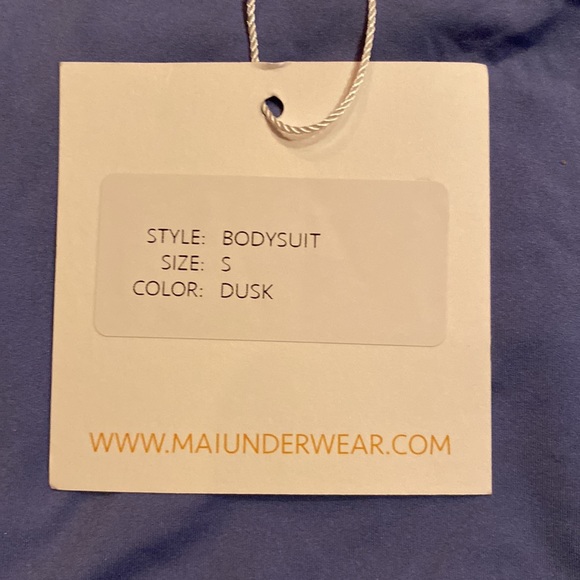 STYLE: BODYSUIT
SIZE: S
COLOR: DUSK
WWW.MAIUNDERWEAR.COM